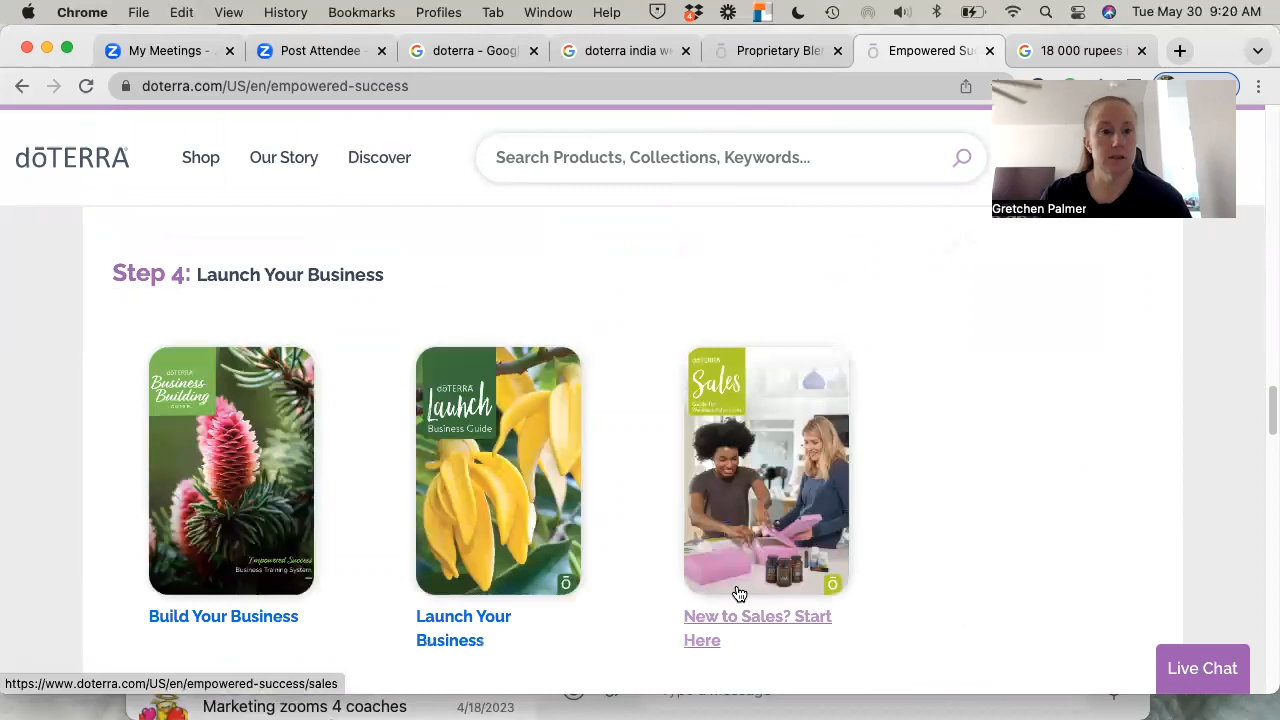 Chrome File Edit View History Bookmarks Profiles Tab Window Help
4
Tue May 30 9:20 AM
My Meetings - Post Attendee - doterra - Goog doterra india w Proprietary Ble Empowered Su 18 000 rupees i
doterra.com/US/en/empowered-success
dōTERRA
Shop
Our Story
Discover
Search Products, Collections, Keywords...
Gretchen Palmer
Step 4: Launch Your Business
dōTERRA
Business
Building
GUIDE
Empowered Success
Business Training System
dōTERRA
Launch
Business Guide
ō
dōTERRA
Sales
ō
Build Your Business
Launch Your
Business
New to Sales? Start
Here
Live Chat
https://www.doterra.com/US/en/empowered-success/sales
Marketing zooms 4 coaches
4/18/2023